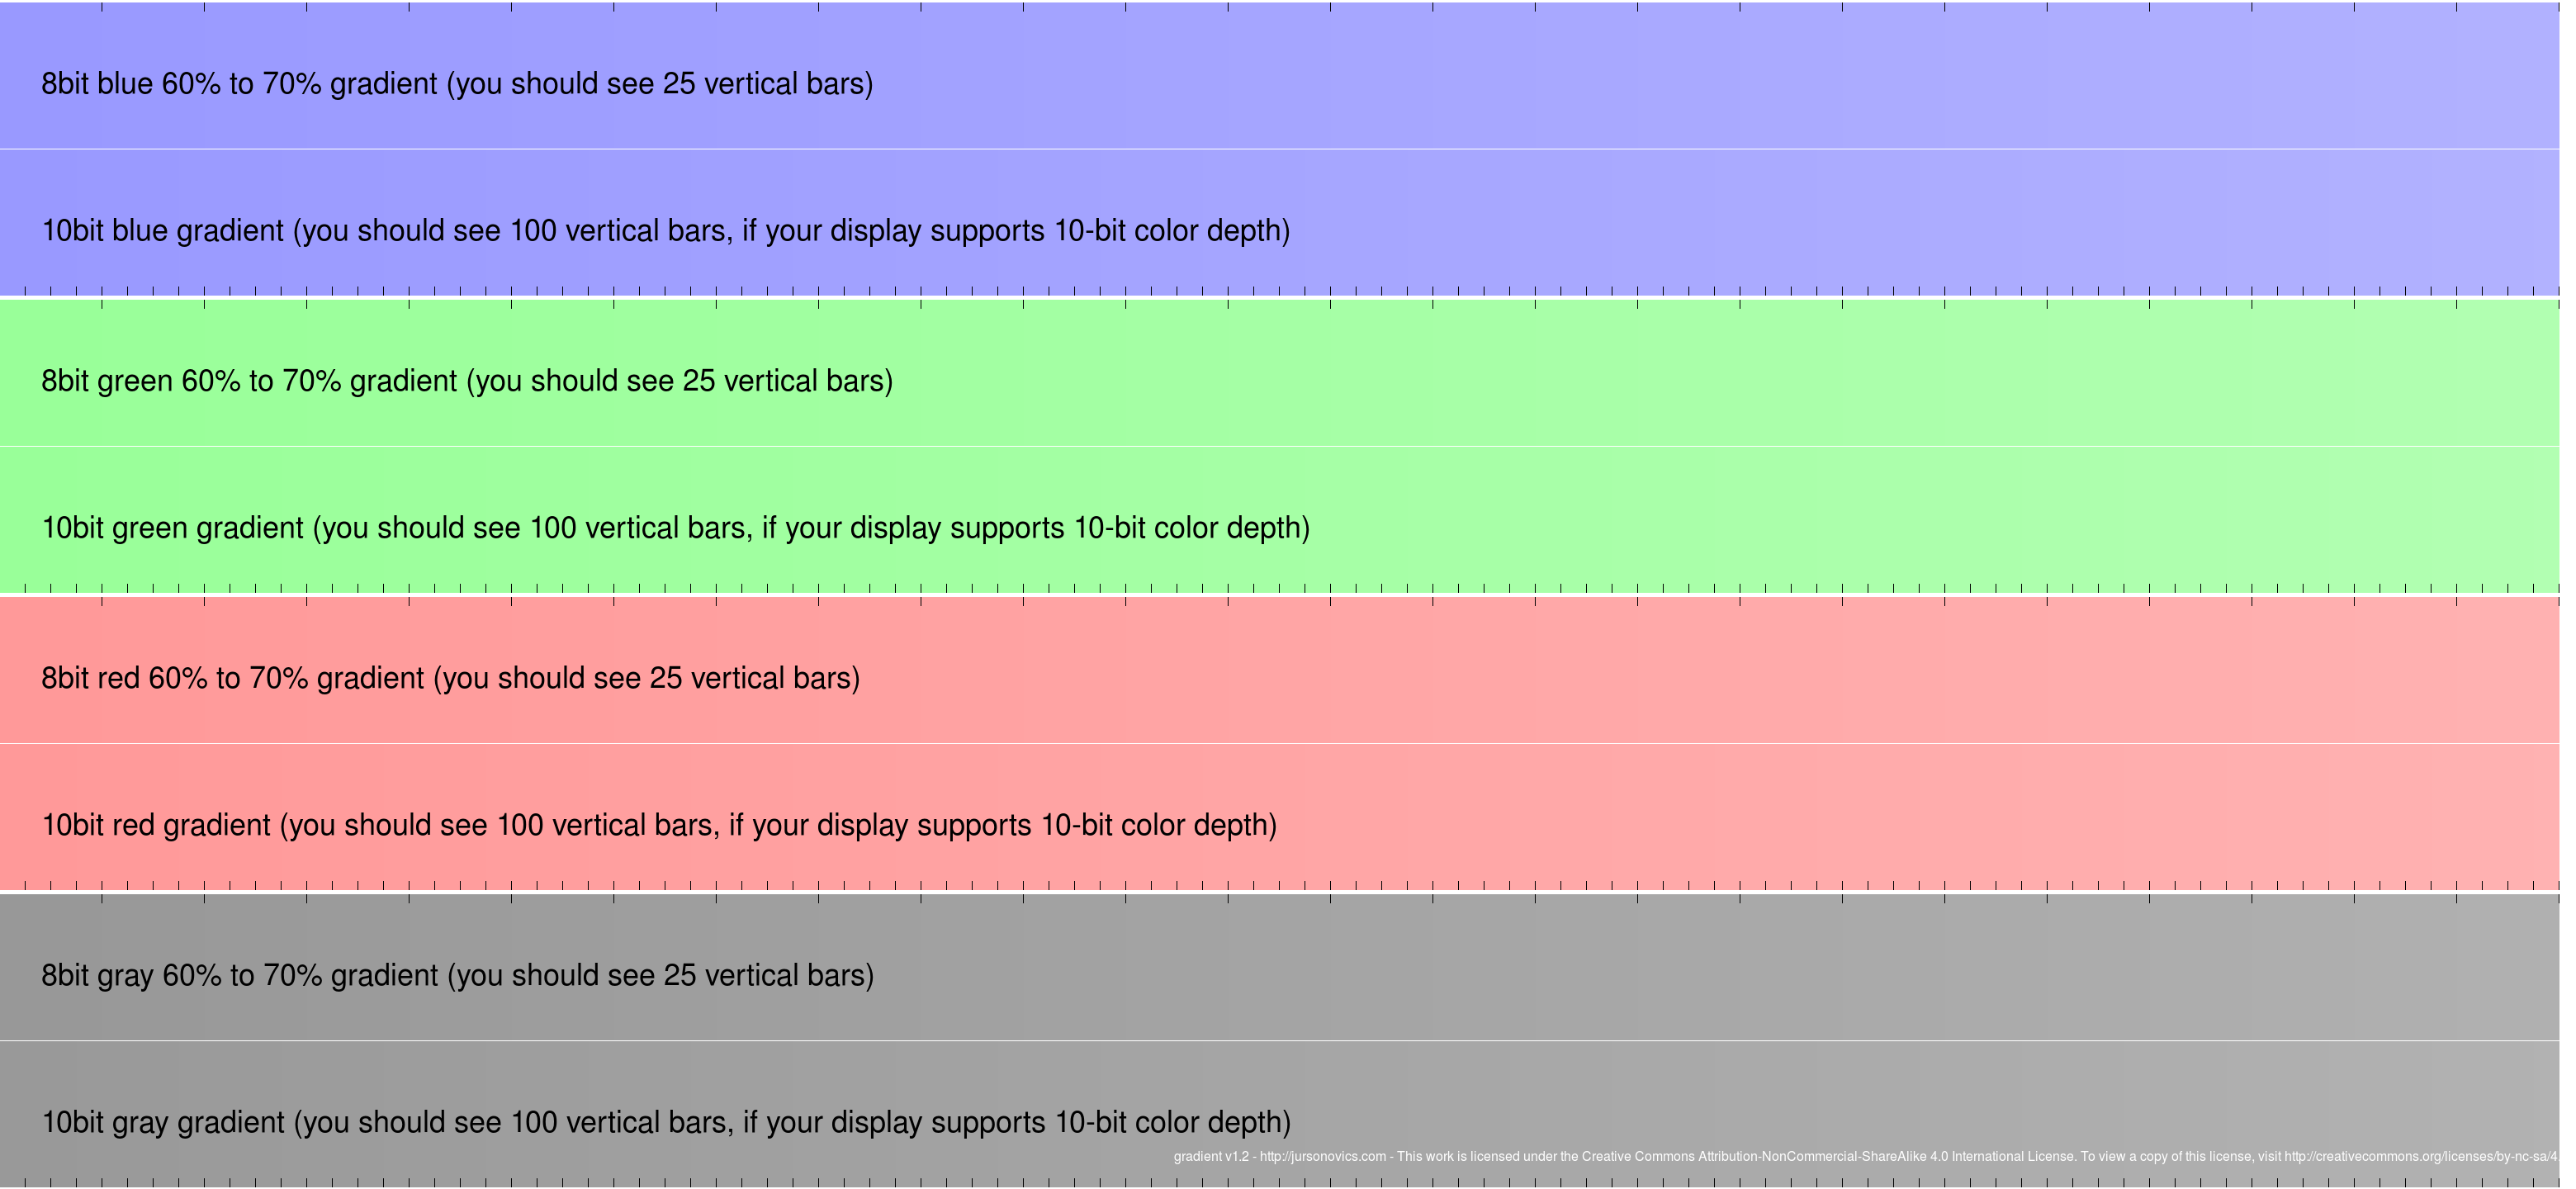 8bit blue 60% to 70% gradient (you should see 25 vertical bars)
10bit blue gradient (you should see 100 vertical bars, if your display supports 10-bit color depth)
8bit green 60% to 70% gradient (you should see 25 vertical bars)
10bit green gradient (you should see 100 vertical bars, if your display supports 10-bit color depth)
8bit red 60% to 70% gradient (you should see 25 vertical bars)
10bit red gradient (you should see 100 vertical bars, if your display supports 10-bit color depth)
8bit gray 60% to 70% gradient (you should see 25 vertical bars)
10bit gray gradient (you should see 100 vertical bars, if your display supports 10-bit color depth)
gradient v1.2 - http://jursonovics.com - This work is licensed under the Creative Commons Attribution-NonCommercial-ShareAlike 4.0 International License. To view a copy of this license, visit http://creativecommons.org/licenses/by-nc-sa/4